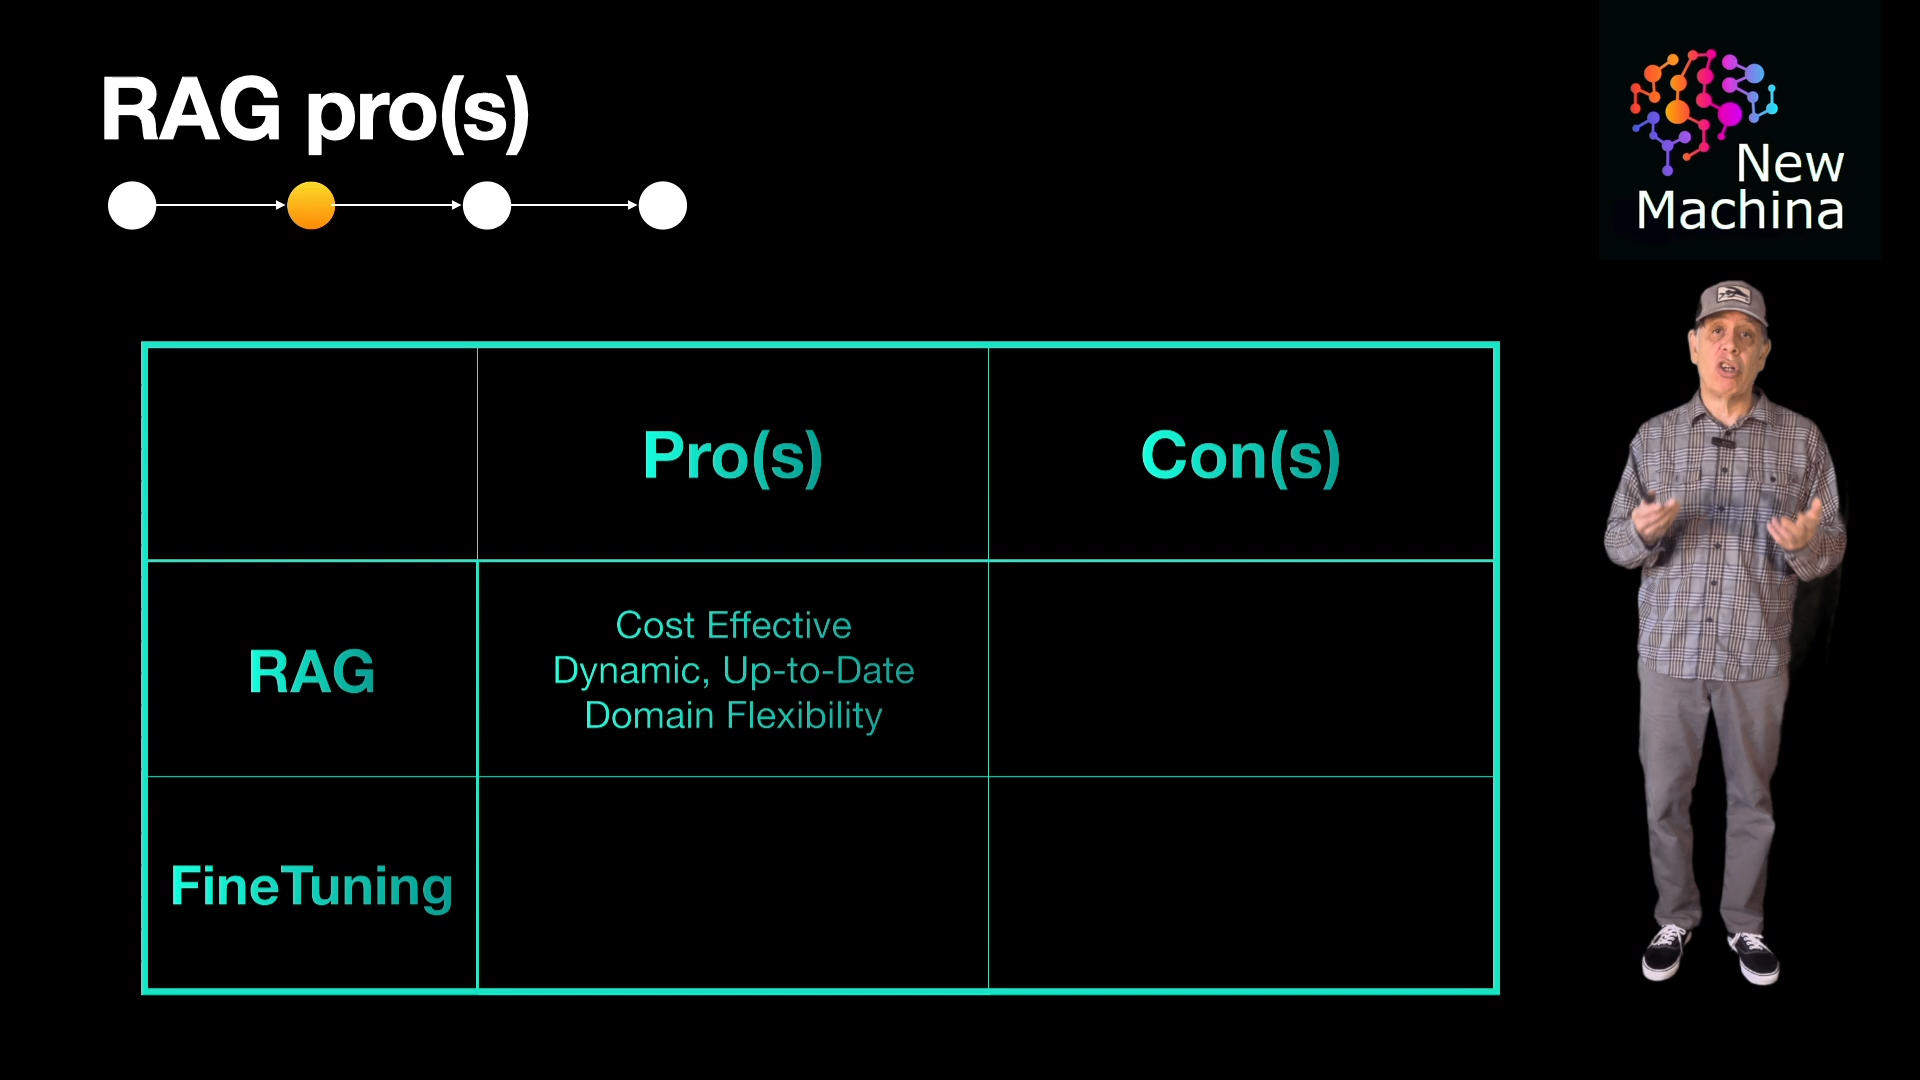 RAG pro(s)
New
Machina
Pro(s)
Con(s)
RAG
Cost Effective
Dynamic, Up-to-Date
Domain Flexibility
FineTuning